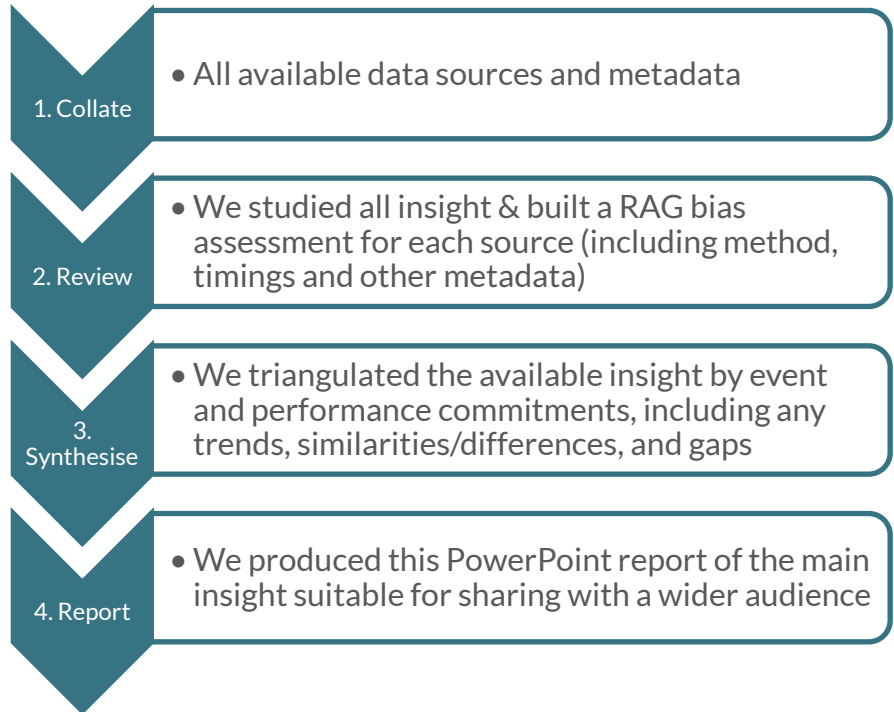 1. Collate
• All available data sources and metadata
2. Review
• We studied all insight & built a RAG bias
assessment for each source (including method,
timings and other metadata)
3.
Synthesise
• We triangulated the available insight by event
and performance commitments, including any
trends, similarities/differences, and gaps
4. Report
• We produced this PowerPoint report of the main
insight suitable for sharing with a wider audience